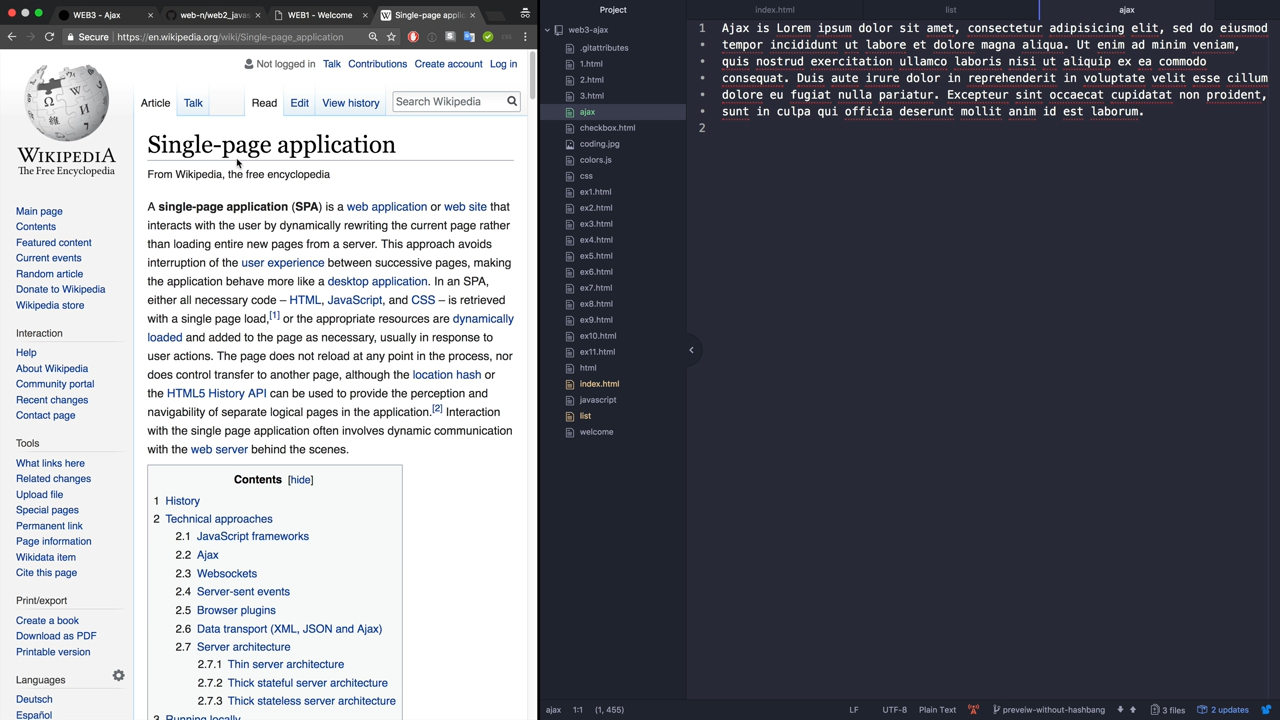 WEB3 - Ajax
web-n/web2_javas
WEB1 - Welcome
Single-page applic
Secure
https://en.wikipedia.org/wiki/Single-page_application
WIKIPEDIA
The Free Encyclopedia
Main page
Contents
Featured content
Current events
Random article
Donate to Wikipedia
Wikipedia store
Interaction
Help
About Wikipedia
Community portal
Recent changes
Contact page
Tools
What links here
Related changes
Upload file
Special pages
Permanent link
Page information
Wikidata item
Cite this page
Print/export
Create a book
Download as PDF
Printable version
Languages
Deutsch
Español
Not logged in Talk Contributions Create account Log in
Article Talk Read Edit View history Search Wikipedia
Single-page application
From Wikipedia, the free encyclopedia
A single-page application (SPA) is a web application or web site that
interacts with the user by dynamically rewriting the current page rather
than loading entire new pages from a server. This approach avoids
interruption of the user experience between successive pages, making
the application behave more like a desktop application. In an SPA,
either all necessary code – HTML, JavaScript, and CSS – is retrieved
with a single page load,[1] or the appropriate resources are dynamically
loaded and added to the page as necessary, usually in response to
user actions. The page does not reload at any point in the process, nor
does control transfer to another page, although the location hash or
the HTML5 History API can be used to provide the perception and
navigability of separate logical pages in the application.[2] Interaction
with the single page application often involves dynamic communication
with the web server behind the scenes.
Contents [hide]
1 History
2 Technical approaches
2.1 JavaScript frameworks
2.2 Ajax
2.3 Websockets
2.4 Server-sent events
2.5 Browser plugins
2.6 Data transport (XML, JSON and Ajax)
2.7 Server architecture
2.7.1 Thin server architecture
2.7.2 Thick stateful server architecture
2.7.3 Thick stateless server architecture
3 Running locally
Project
web3-ajax
.gitattributes
1.html
2.html
3.html
ajax
checkbox.html
coding.jpg
colors.js
css
ex1.html
ex2.html
ex3.html
ex4.html
ex5.html
ex6.html
ex7.html
ex8.html
ex9.html
ex10.html
ex11.html
html
index.html
javascript
list
welcome
index.html list ajax
1 Ajax is Lorem ipsum dolor sit amet, consectetur adipisicing elit, sed do eiusmod
tempor incididunt ut labore et dolore magna aliqua. Ut enim ad minim veniam,
quis nostrud exercitation ullamco laboris nisi ut aliquip ex ea commodo
consequat. Duis aute irure dolor in reprehenderit in voluptate velit esse cillum
dolore eu fugiat nulla pariatur. Excepteur sint occaecat cupidatat non proident,
sunt in culpa qui officia deserunt mollit anim id est laborum.
2
ajax 1:1 (1, 455) LF UTF-8 Plain Text preveiw-without-hashbang 3 files 2 updates